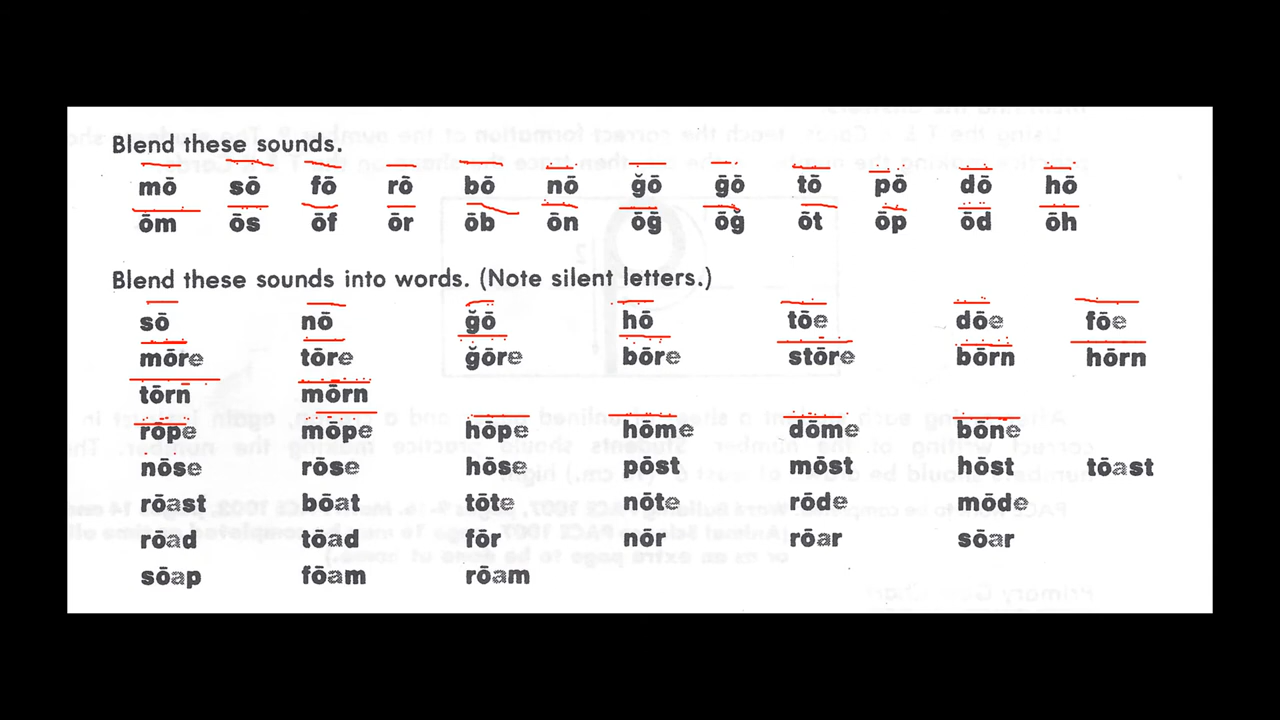 Blend these sounds.
mō sō fō rō bō nō ğō ḡō tō pō dō hō
ōm ōs ōf ōr ōb ōn ōğ ōḡ ōt ōp ōd ōh
Blend these sounds into words. (Note silent letters.)
sō nō ğō hō tōe dōe fōe
mōre tōre ğōre bōre stōre bōrn hōrn
tōrn mōrn
rōpe mōpe hōpe hōme dōme bōne
nōse rōse hōse pōst mōst hōst tōast
rōast bōat tōte nōte rōde mōde
rōad tōad fōr nōr rōar sōar
sōap fōam rōam